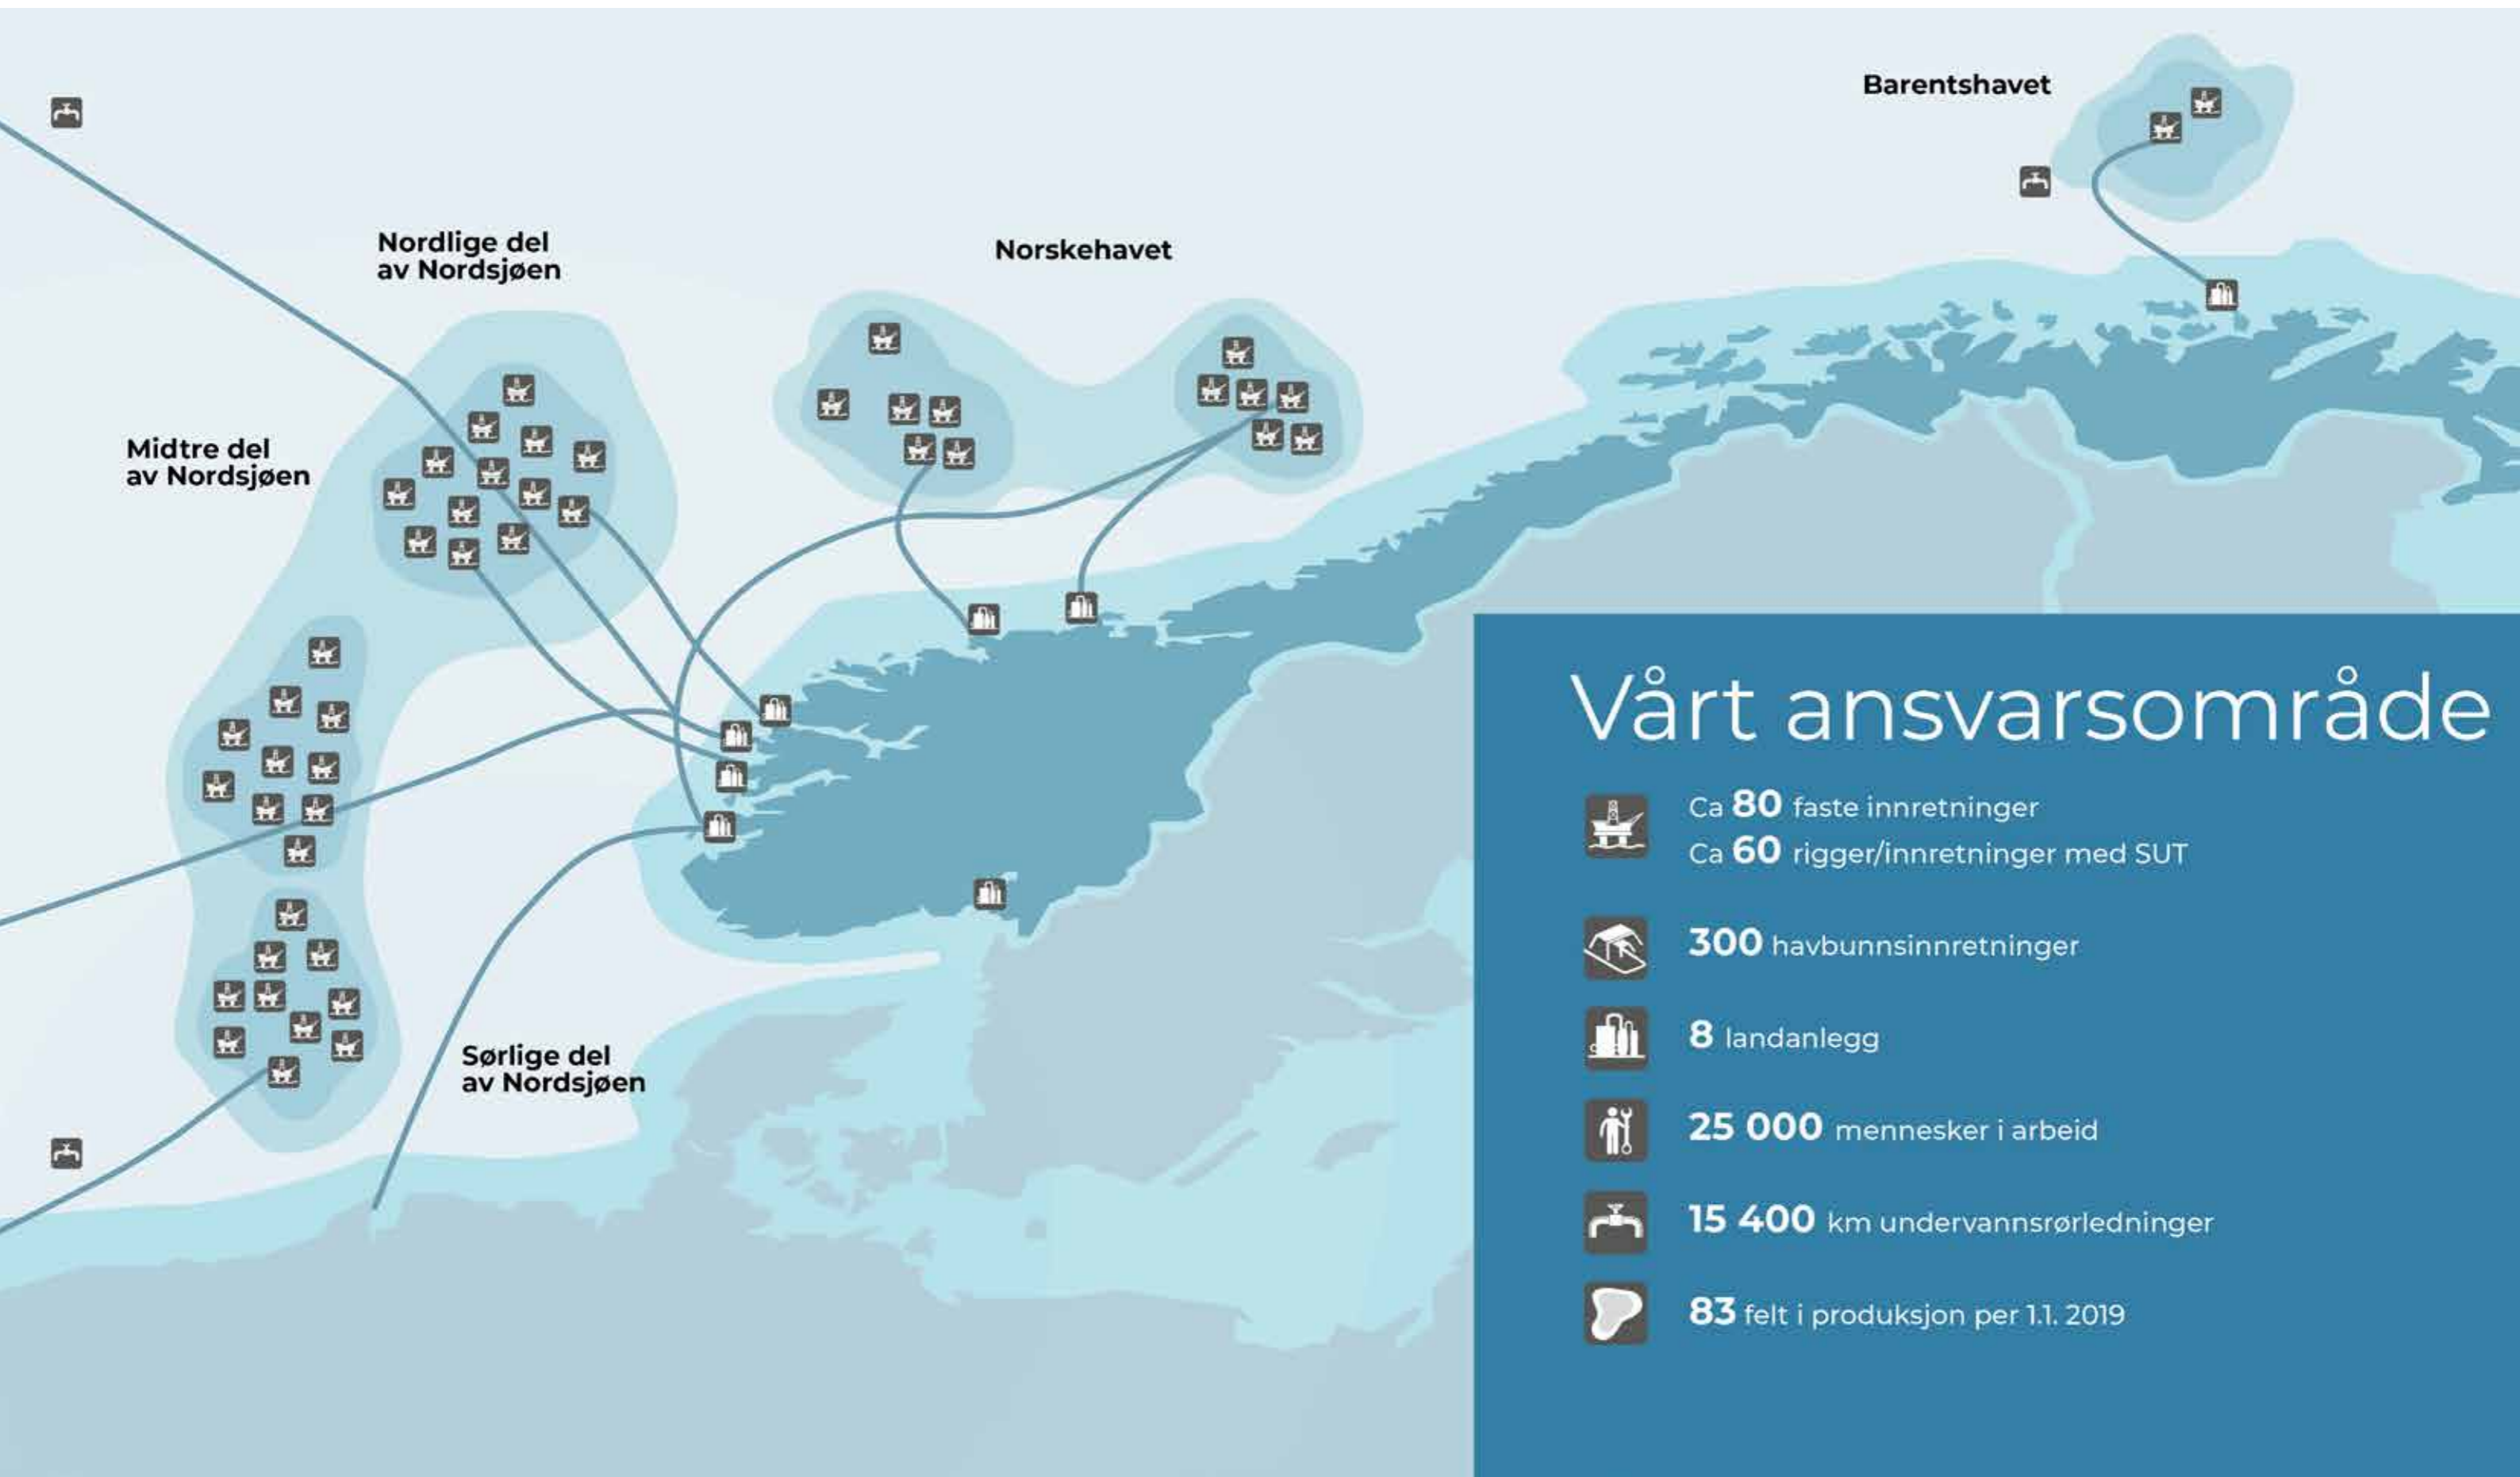 Barentshavet
Nordlige del
av Nordsjøen
Norskehavet
Midtre del
av Nordsjøen
Sørlige del
av Nordsjøen
Vårt ansvarsområde
Ca 80 faste innretninger
Ca 60 rigger/innretninger med SUT
300 havbunnsinnretninger
8 landanlegg
25 000 mennesker i arbeid
15 400 km undervannsrørledninger
83 felt i produksjon per 1.1. 2019